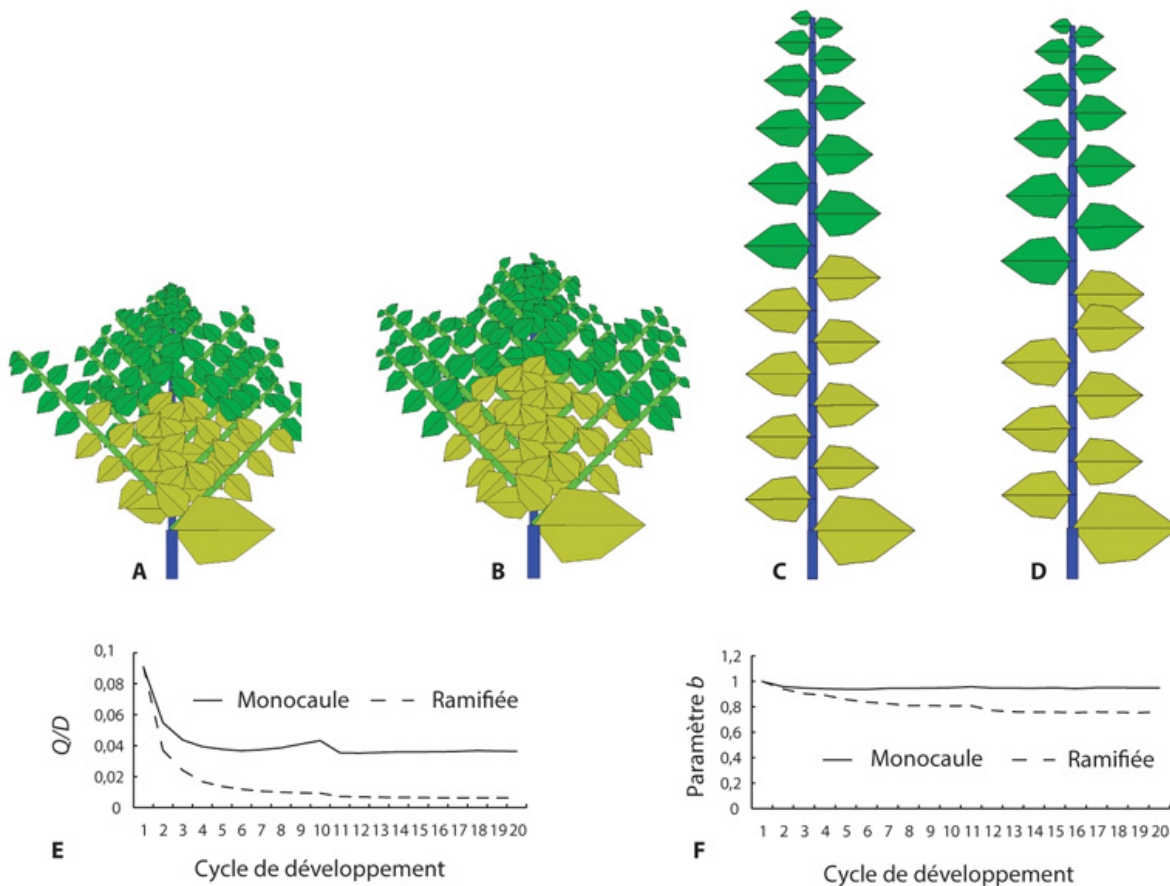 A
B
C
D
0,1
0,08
0,06
0,04
0,02
0
Q/D
Monocaule
Ramifiée
1 2 3 4 5 6 7 8 9 10 11 12 13 14 15 16 17 18 19 20
E
Cycle de développement
1,2
1
0,8
0,6
0,4
0,2
0
Paramètre b
Monocaule
Ramifiée
1 2 3 4 5 6 7 8 9 10 11 12 13 14 15 16 17 18 19 20
F
Cycle de développement